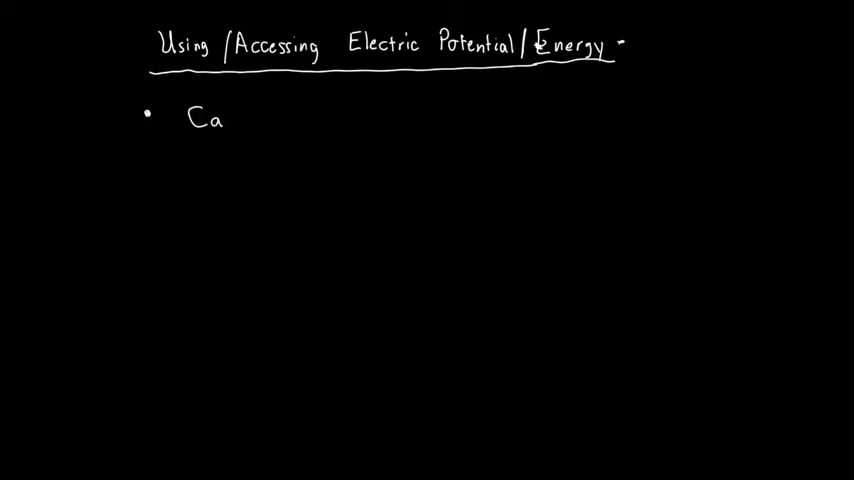 Using/Accessing Electric Potential/Energy -
• Ca